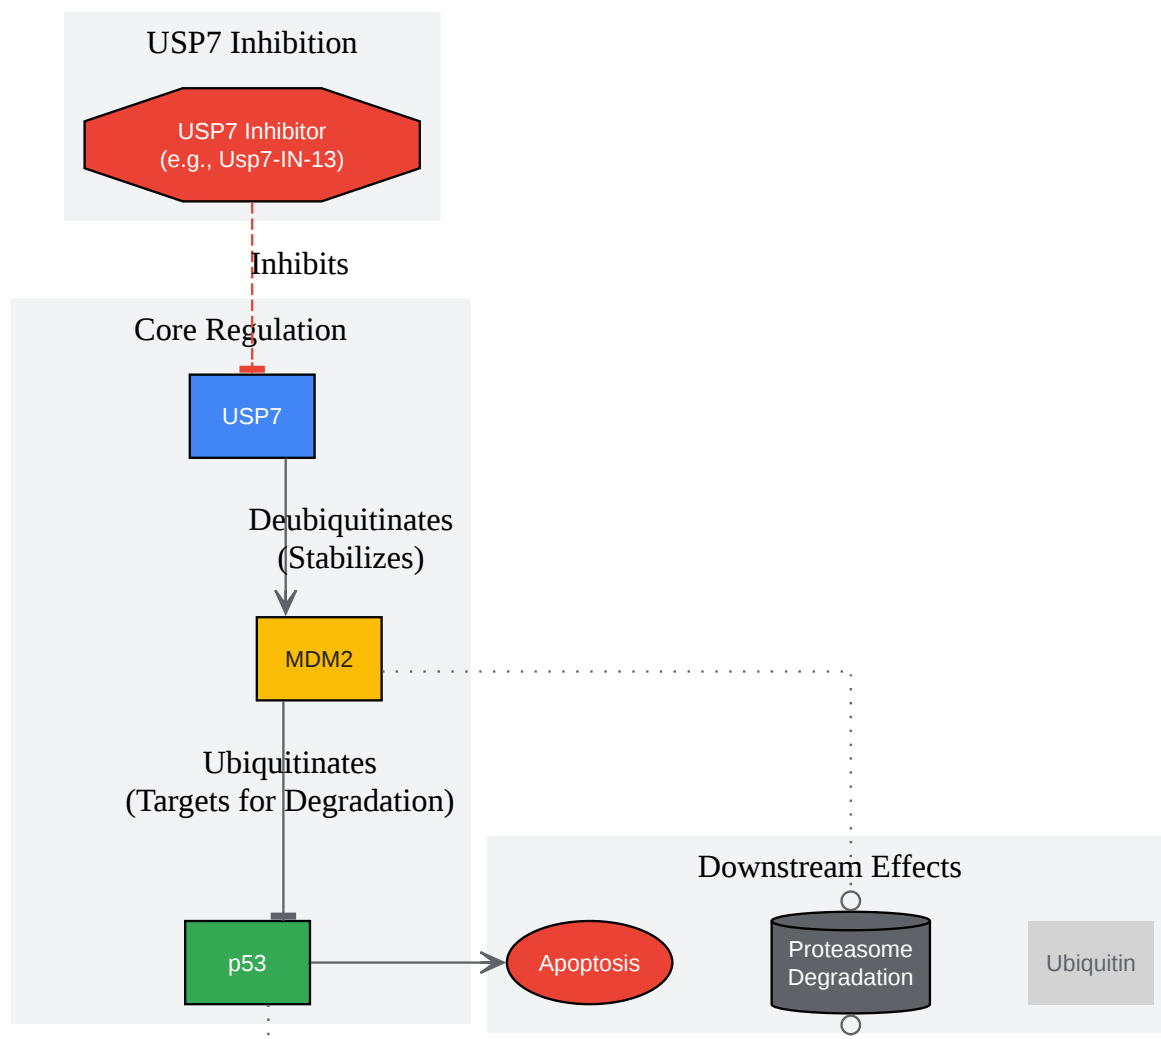 USP7 Inhibition
USP7 Inhibitor
(e.g., Usp7-IN-13)
Inhibits
Core Regulation
USP7
Deubiquitinates
(Stabilizes)
MDM2
Ubiquitinates
(Targets for Degradation)
Downstream Effects
p53
Apoptosis
Proteasome
Degradation
Ubiquitin